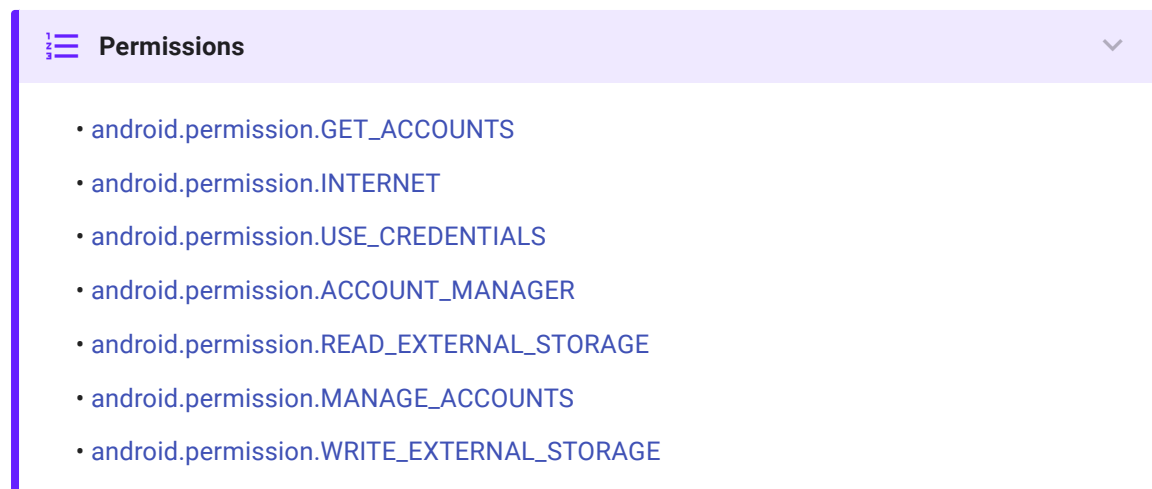 Permissions
• android.permission.GET_ACCOUNTS
• android.permission.INTERNET
• android.permission.USE_CREDENTIALS
• android.permission.ACCOUNT_MANAGER
• android.permission.READ_EXTERNAL_STORAGE
• android.permission.MANAGE_ACCOUNTS
• android.permission.WRITE_EXTERNAL_STORAGE